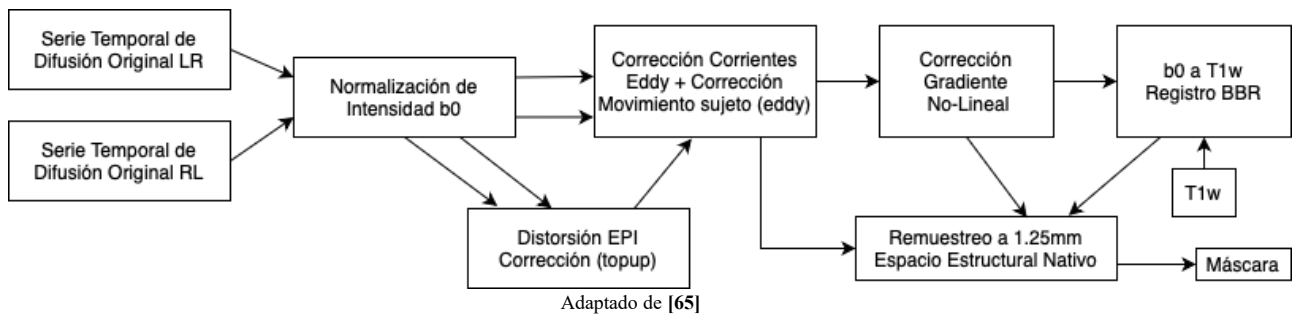 Serie Temporal de
Difusión Original LR
Serie Temporal de
Difusión Original RL
Normalización de
Intensidad b0
Distorsión EPI
Corrección (topup)
Corrección Corrientes
Eddy + Corrección
Movimiento sujeto (eddy)
Corrección
Gradiente
No-Lineal
b0 a T1w
Registro BBR
T1w
Remuestreo a 1.25mm
Espacio Estructural Nativo
Máscara
Adaptado de [65]